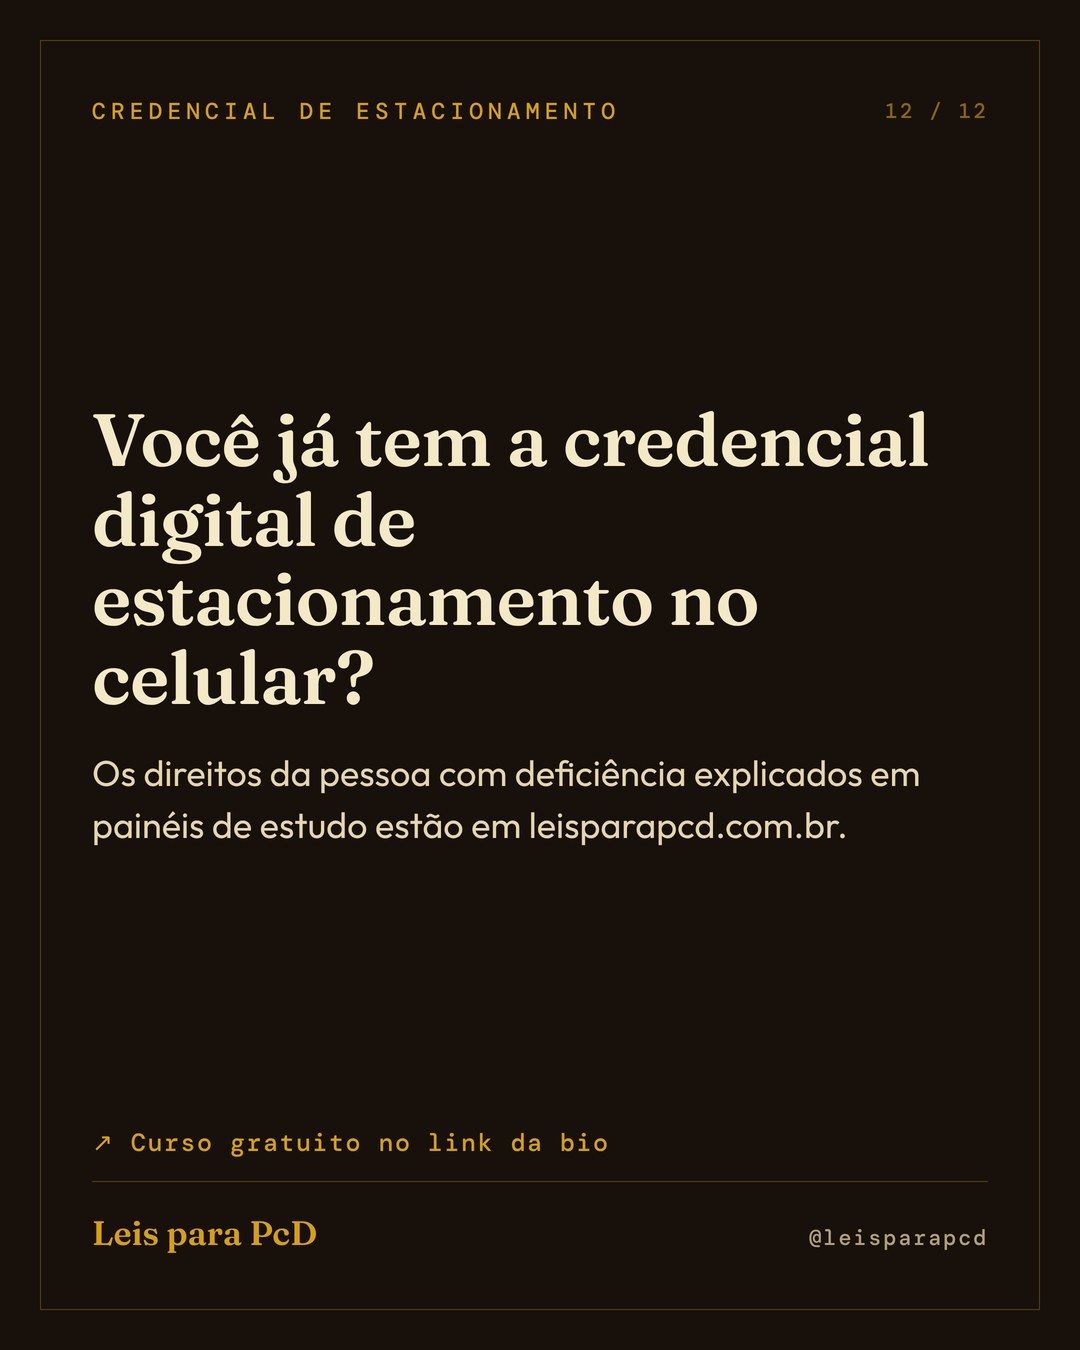 CREDENCIAL DE ESTACIONAMENTO
12 / 12
Você já tem a credencial
digital de
estacionamento no
celular?
Os direitos da pessoa com deficiência explicados em
painéis de estudo estão em leisparapcd.com.br.
↗ Curso gratuito no link da bio
Leis para PcD
@leisparapcd